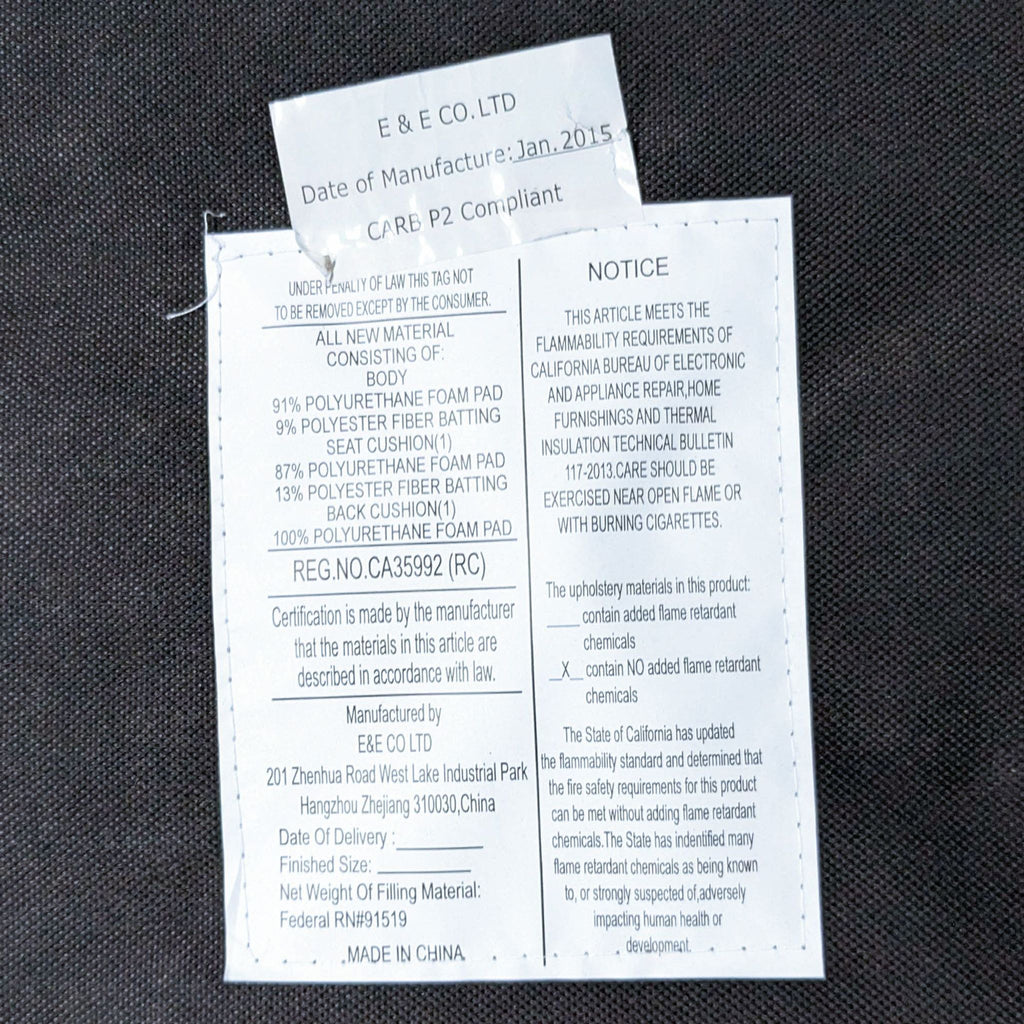 E & E CO.LTD
Date of Manufacture: Jan. 2015
CARB P2 Compliant
UNDER PENALTY OF LAW THIS TAG NOT
TO BE REMOVED EXCEPT BY THE CONSUMER.
ALL NEW MATERIAL
CONSISTING OF:
BODY
91% POLYURETHANE FOAM PAD
9% POLYESTER FIBER BATTING
SEAT CUSHION(1)
87% POLYURETHANE FOAM PAD
13% POLYESTER FIBER BATTING
BACK CUSHION(1)
100% POLYURETHANE FOAM PAD
REG.NO.CA35992 (RC)
Certification is made by the manufacturer
that the materials in this article are
described in accordance with law.
Manufactured by
E&E CO LTD
201 Zhenhua Road West Lake Industrial Park
Hangzhou Zhejiang 310030,China
Date Of Delivery :
Finished Size:
Net Weight Of Filling Material:
Federal RN#91519
MADE IN CHINA
NOTICE
THIS ARTICLE MEETS THE
FLAMMABILITY REQUIREMENTS OF
CALIFORNIA BUREAU OF ELECTRONIC
AND APPLIANCE REPAIR,HOME
FURNISHINGS AND THERMAL
INSULATION TECHNICAL BULLETIN
117-2013.CARE SHOULD BE
EXERCISED NEAR OPEN FLAME OR
WITH BURNING CIGARETTES.
The upholstery materials in this product:
____ contain added flame retardant
chemicals
_X_ contain NO added flame retardant
chemicals
The State of California has updated
the flammability standard and determined that
the fire safety requirements for this product
can be met without adding flame retardant
chemicals.The State has indentified many
flame retardant chemicals as being known
to, or strongly suspected of,adversely
impacting human health or
development.